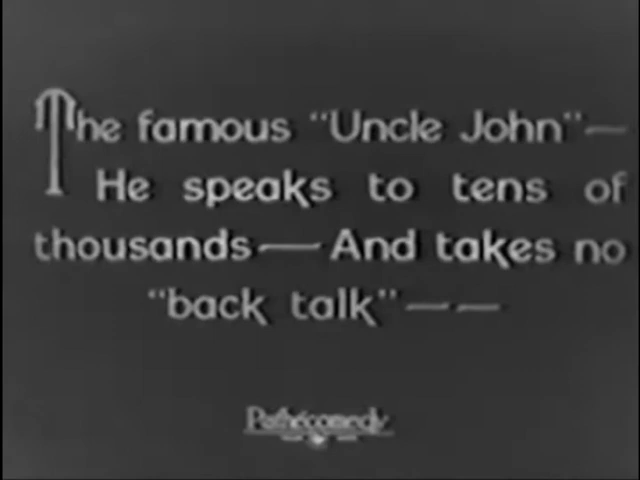 The famous "Uncle John"—
He speaks to tens of
thousands — And takes no
"back talk" — —
Pathécomedy